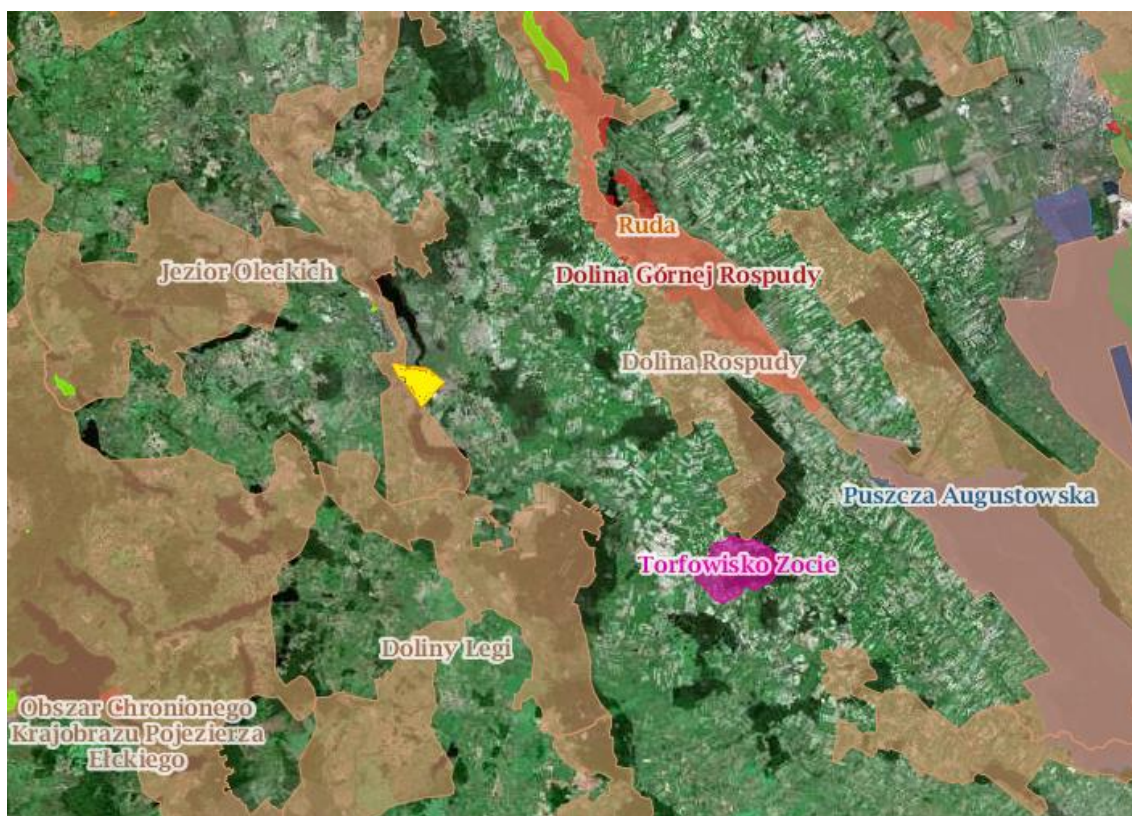 Ruda
Jezior Oleckich
Dolina Górnej Rospudy
Dolina Rospudy
Puszcza Augustowska
Torfowisko Zocie
Doliny Legi
Obszar Chronionego
Krajobrazu Pojezierza
Ełckiego